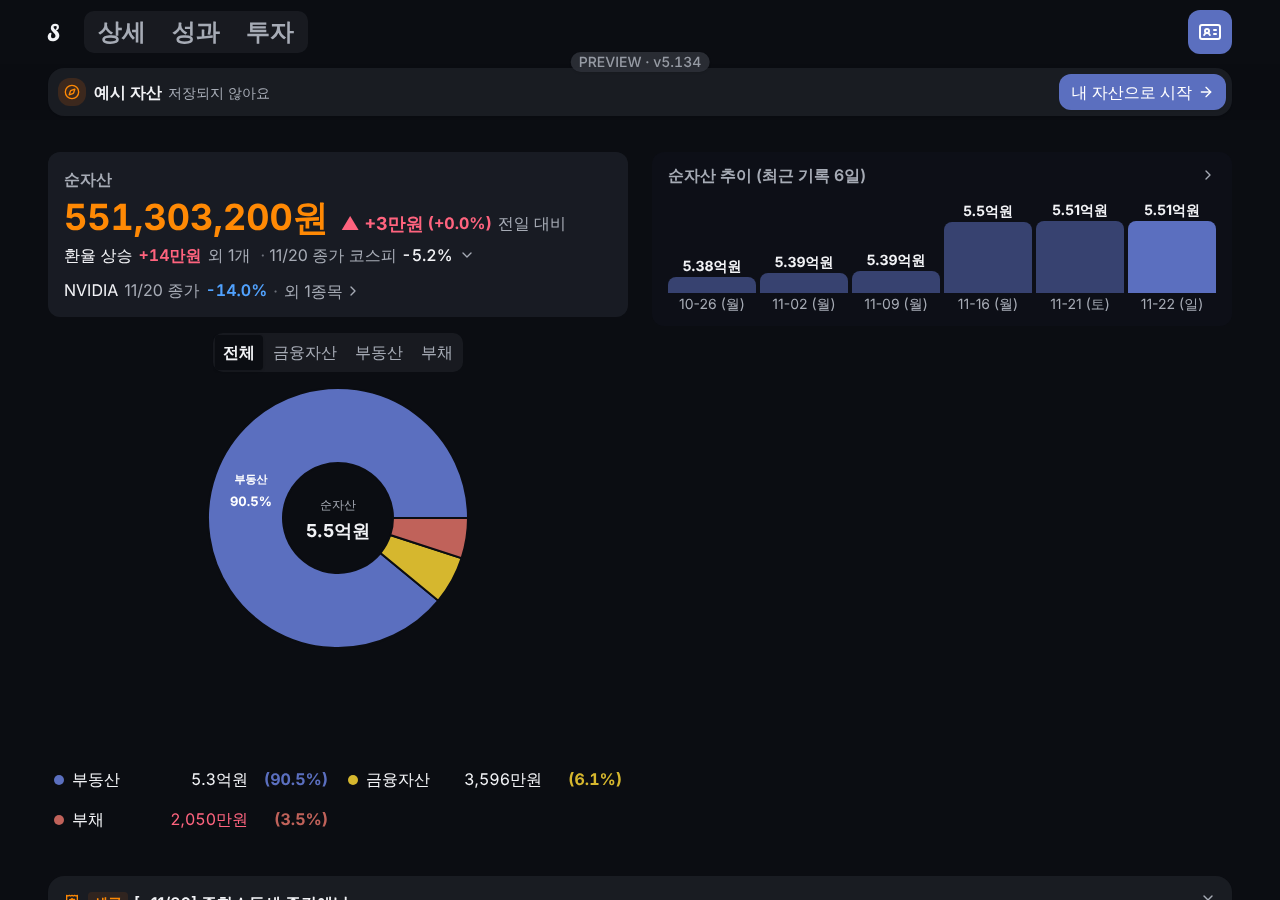 상세 성과 투자
PREVIEW · v5.134
예시 자산 저장되지 않아요
내 자산으로 시작 →
순자산
551,303,200원 ▲ +3만원 (+0.0%) 전일 대비
환율 상승 +14만원 외 1개 · 11/20 종가 코스피 -5.2%
NVIDIA 11/20 종가 -14.0% · 외 1종목
순자산 추이 (최근 기록 6일)
5.38억원 5.39억원 5.39억원 5.5억원 5.51억원 5.51억원
10-26 (월) 11-02 (월) 11-09 (월) 11-16 (월) 11-21 (토) 11-22 (일)
전체 금융자산 부동산 부채
부동산
90.5%
순자산
5.5억원
부동산 5.3억원 (90.5%) 금융자산 3,596만원 (6.1%)
부채 2,050만원 (3.5%)